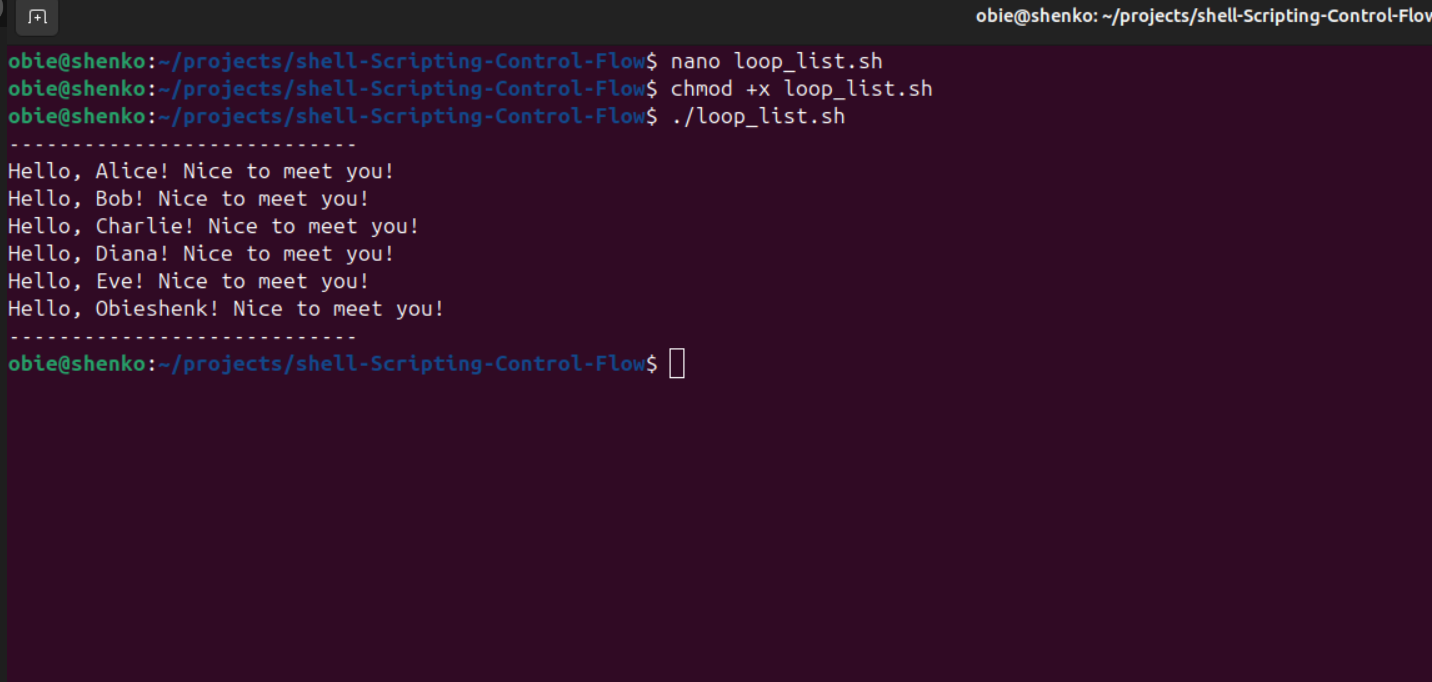 obie@shenko: ~/projects/shell-Scripting-Control-Flow
obie@shenko:~/projects/shell-Scripting-Control-Flow$ nano loop_list.sh
obie@shenko:~/projects/shell-Scripting-Control-Flow$ chmod +x loop_list.sh
obie@shenko:~/projects/shell-Scripting-Control-Flow$ ./loop_list.sh
----------------------------
Hello, Alice! Nice to meet you!
Hello, Bob! Nice to meet you!
Hello, Charlie! Nice to meet you!
Hello, Diana! Nice to meet you!
Hello, Eve! Nice to meet you!
Hello, Obieshenk! Nice to meet you!
----------------------------
obie@shenko:~/projects/shell-Scripting-Control-Flow$